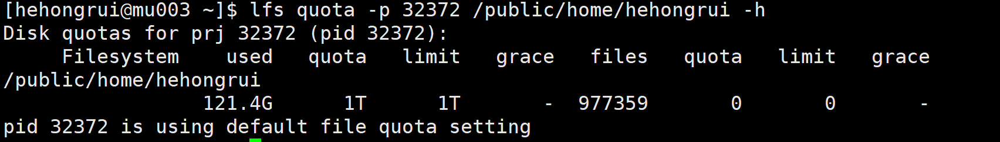 [hehongrui@mu003 ~]$ lfs quota -p 32372 /public/home/hehongrui -h
Disk quotas for prj 32372 (pid 32372):
     Filesystem    used   quota   limit   grace   files   quota   limit   grace
/public/home/hehongrui
                 121.4G      1T      1T       -  977359       0       0       -
pid 32372 is using default file quota setting